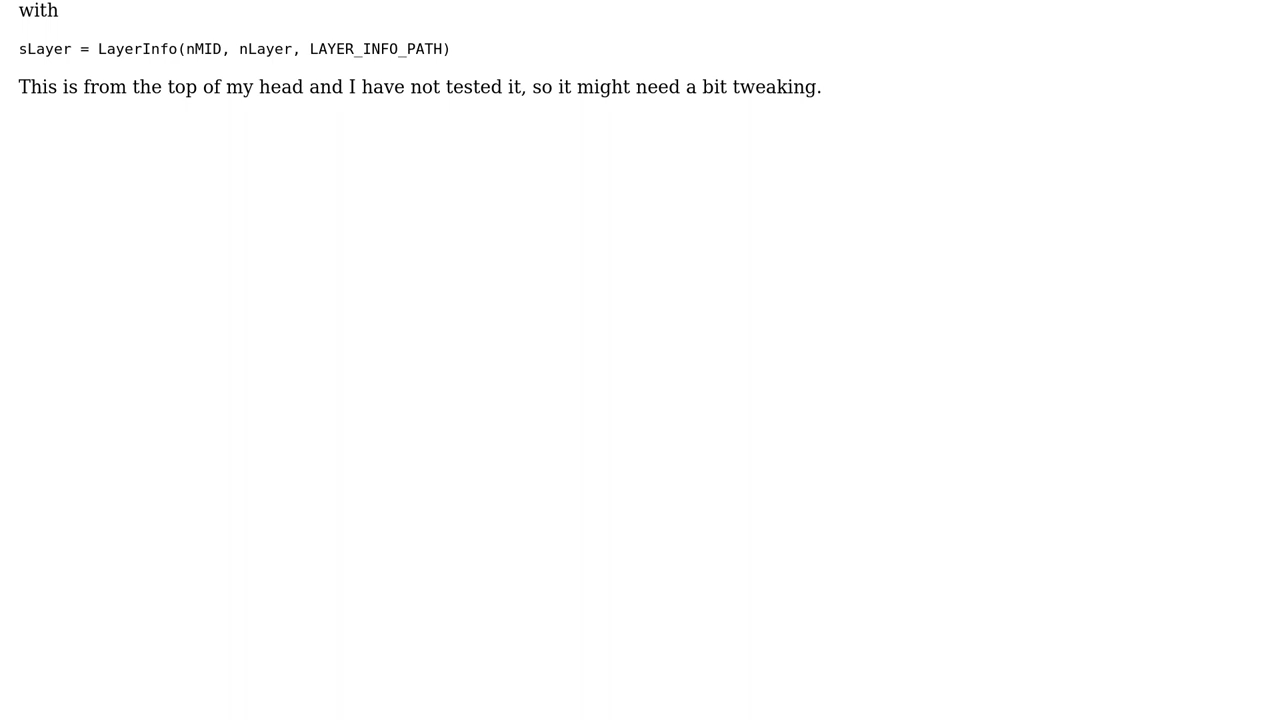 with
sLayer = LayerInfo(nMID, nLayer, LAYER_INFO_PATH)
This is from the top of my head and I have not tested it, so it might need a bit tweaking.